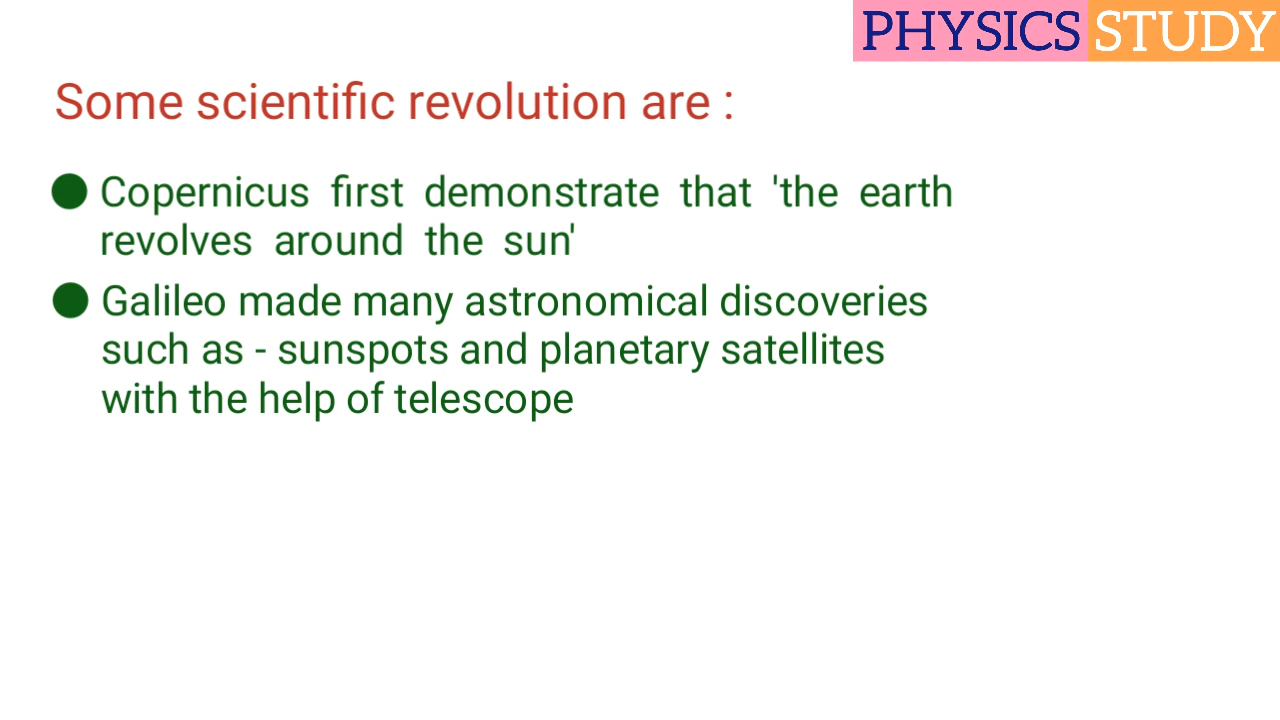 PHYSICS STUDY
Some scientific revolution are :
● Copernicus first demonstrate that 'the earth
revolves around the sun'
● Galileo made many astronomical discoveries
such as - sunspots and planetary satellites
with the help of telescope